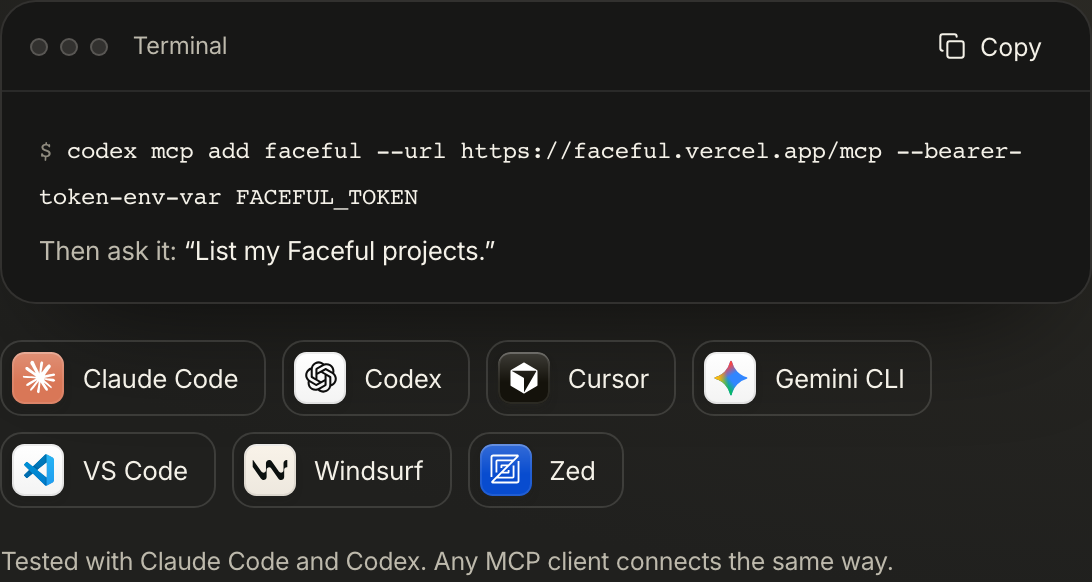 Terminal
Copy
$ codex mcp add faceful --url https://faceful.vercel.app/mcp --bearer-
token-env-var FACEFUL_TOKEN
Then ask it: “List my Faceful projects.”
Claude Code
Codex
Cursor
Gemini CLI
VS Code
Windsurf
Zed
Tested with Claude Code and Codex. Any MCP client connects the same way.